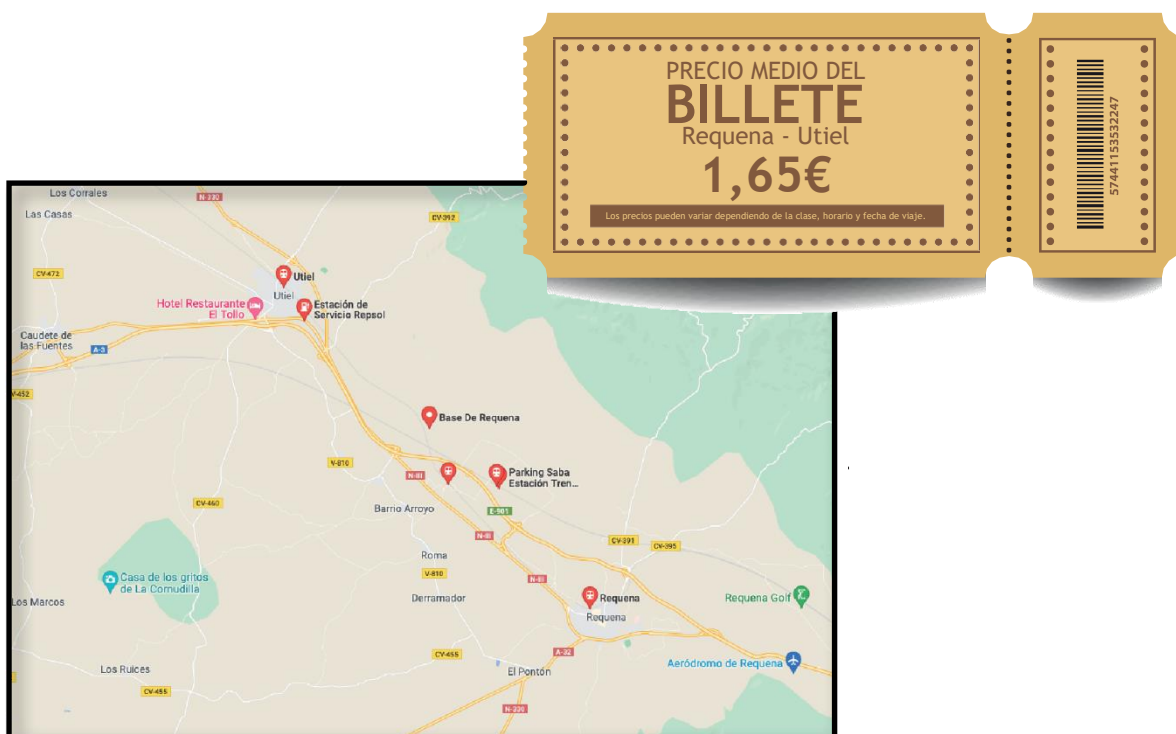 PRECIO MEDIO DEL
BILLETE
Requena - Utiel
1,65€
Los precios pueden variar dependiendo de la clase, horario y fecha de viaje.
57441153532247
Los Corrales
N-330
Las Casas
CV-392
CV-472
Utiel
Utiel
Hotel Restaurante
El Tollo
Estación de
Servicio Repsol
Caudete de
las Fuentes
A-3
V-452
Base De Requena
V-810
N-III
Parking Saba
Estación Tren...
CV-460
Barrio Arroyo
E-901
N-III
CV-391
CV-395
Roma
V-810
N-III
Casa de los gritos
de La Cornudilla
Los Marcos
Derramador
Requena
Requena
Requena Golf
CV-455
A-32
Aeródromo de Requena
Los Ruices
El Pontón
CV-455
N-330